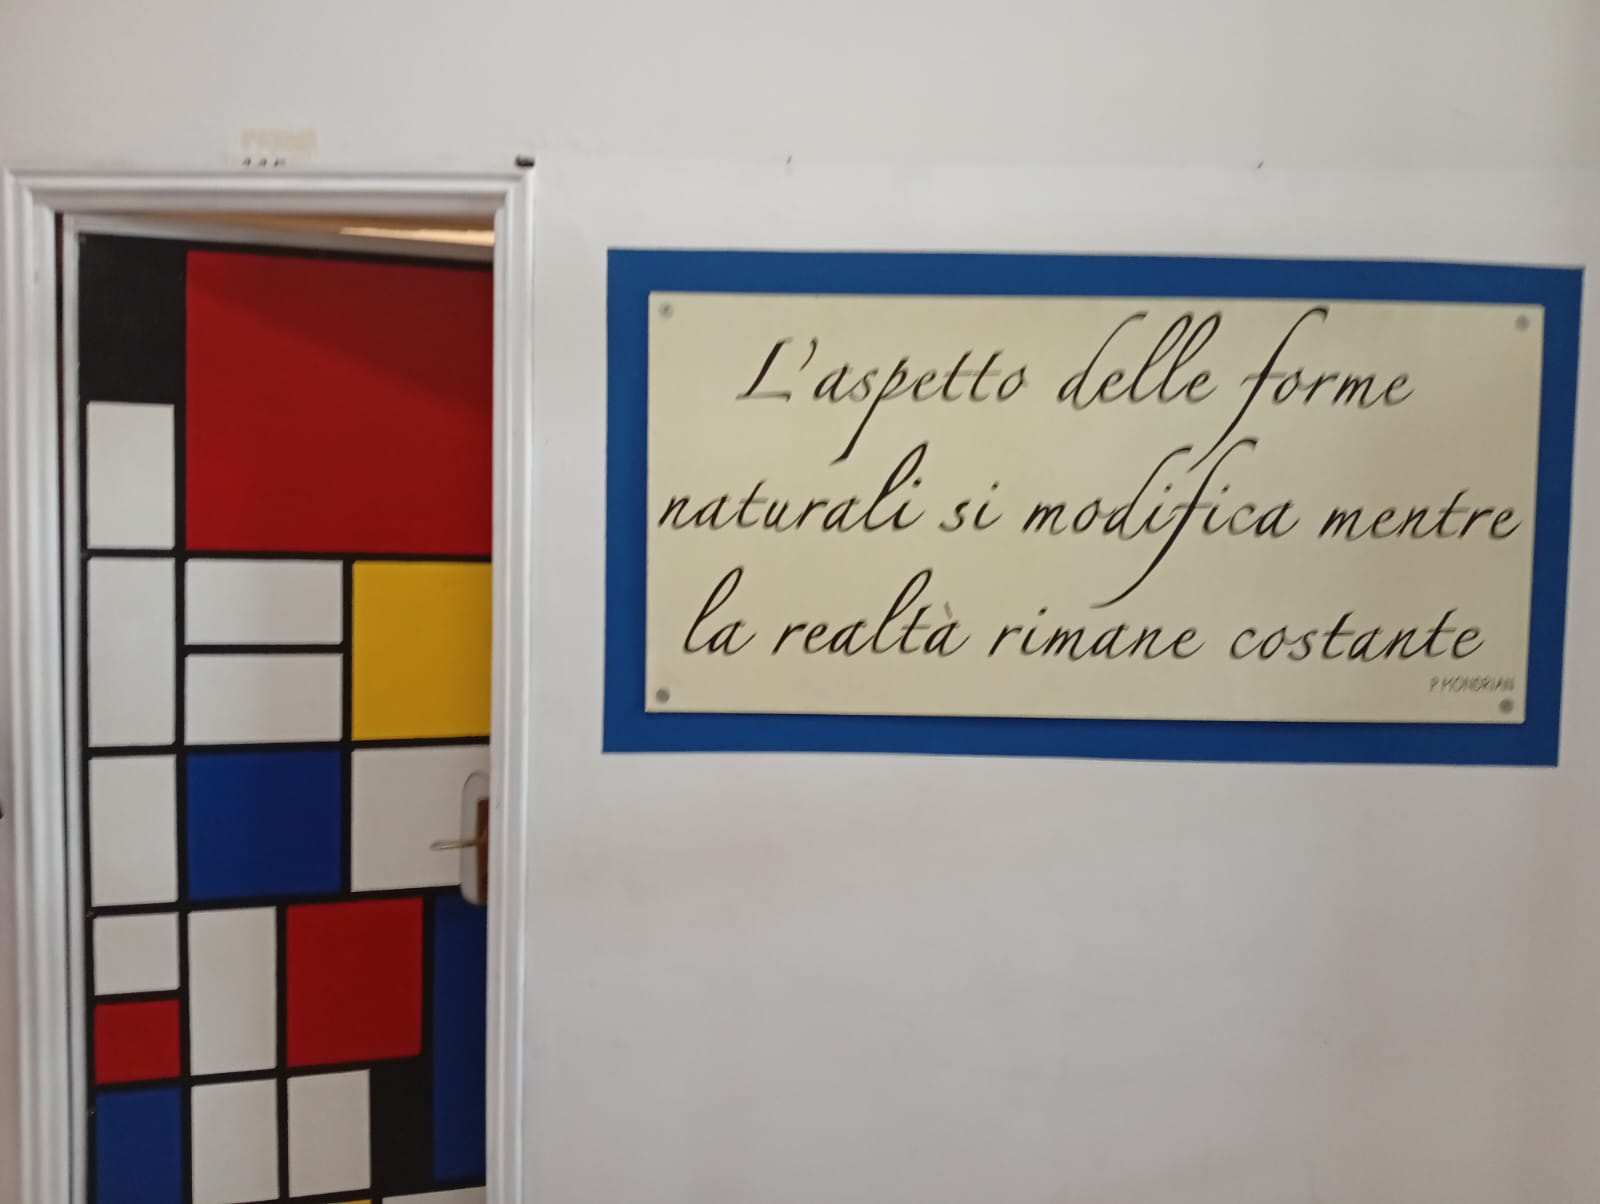 L'aspetto delle forme
naturali si modifica mentre
la realtà rimane costante
P. MONDRIAN